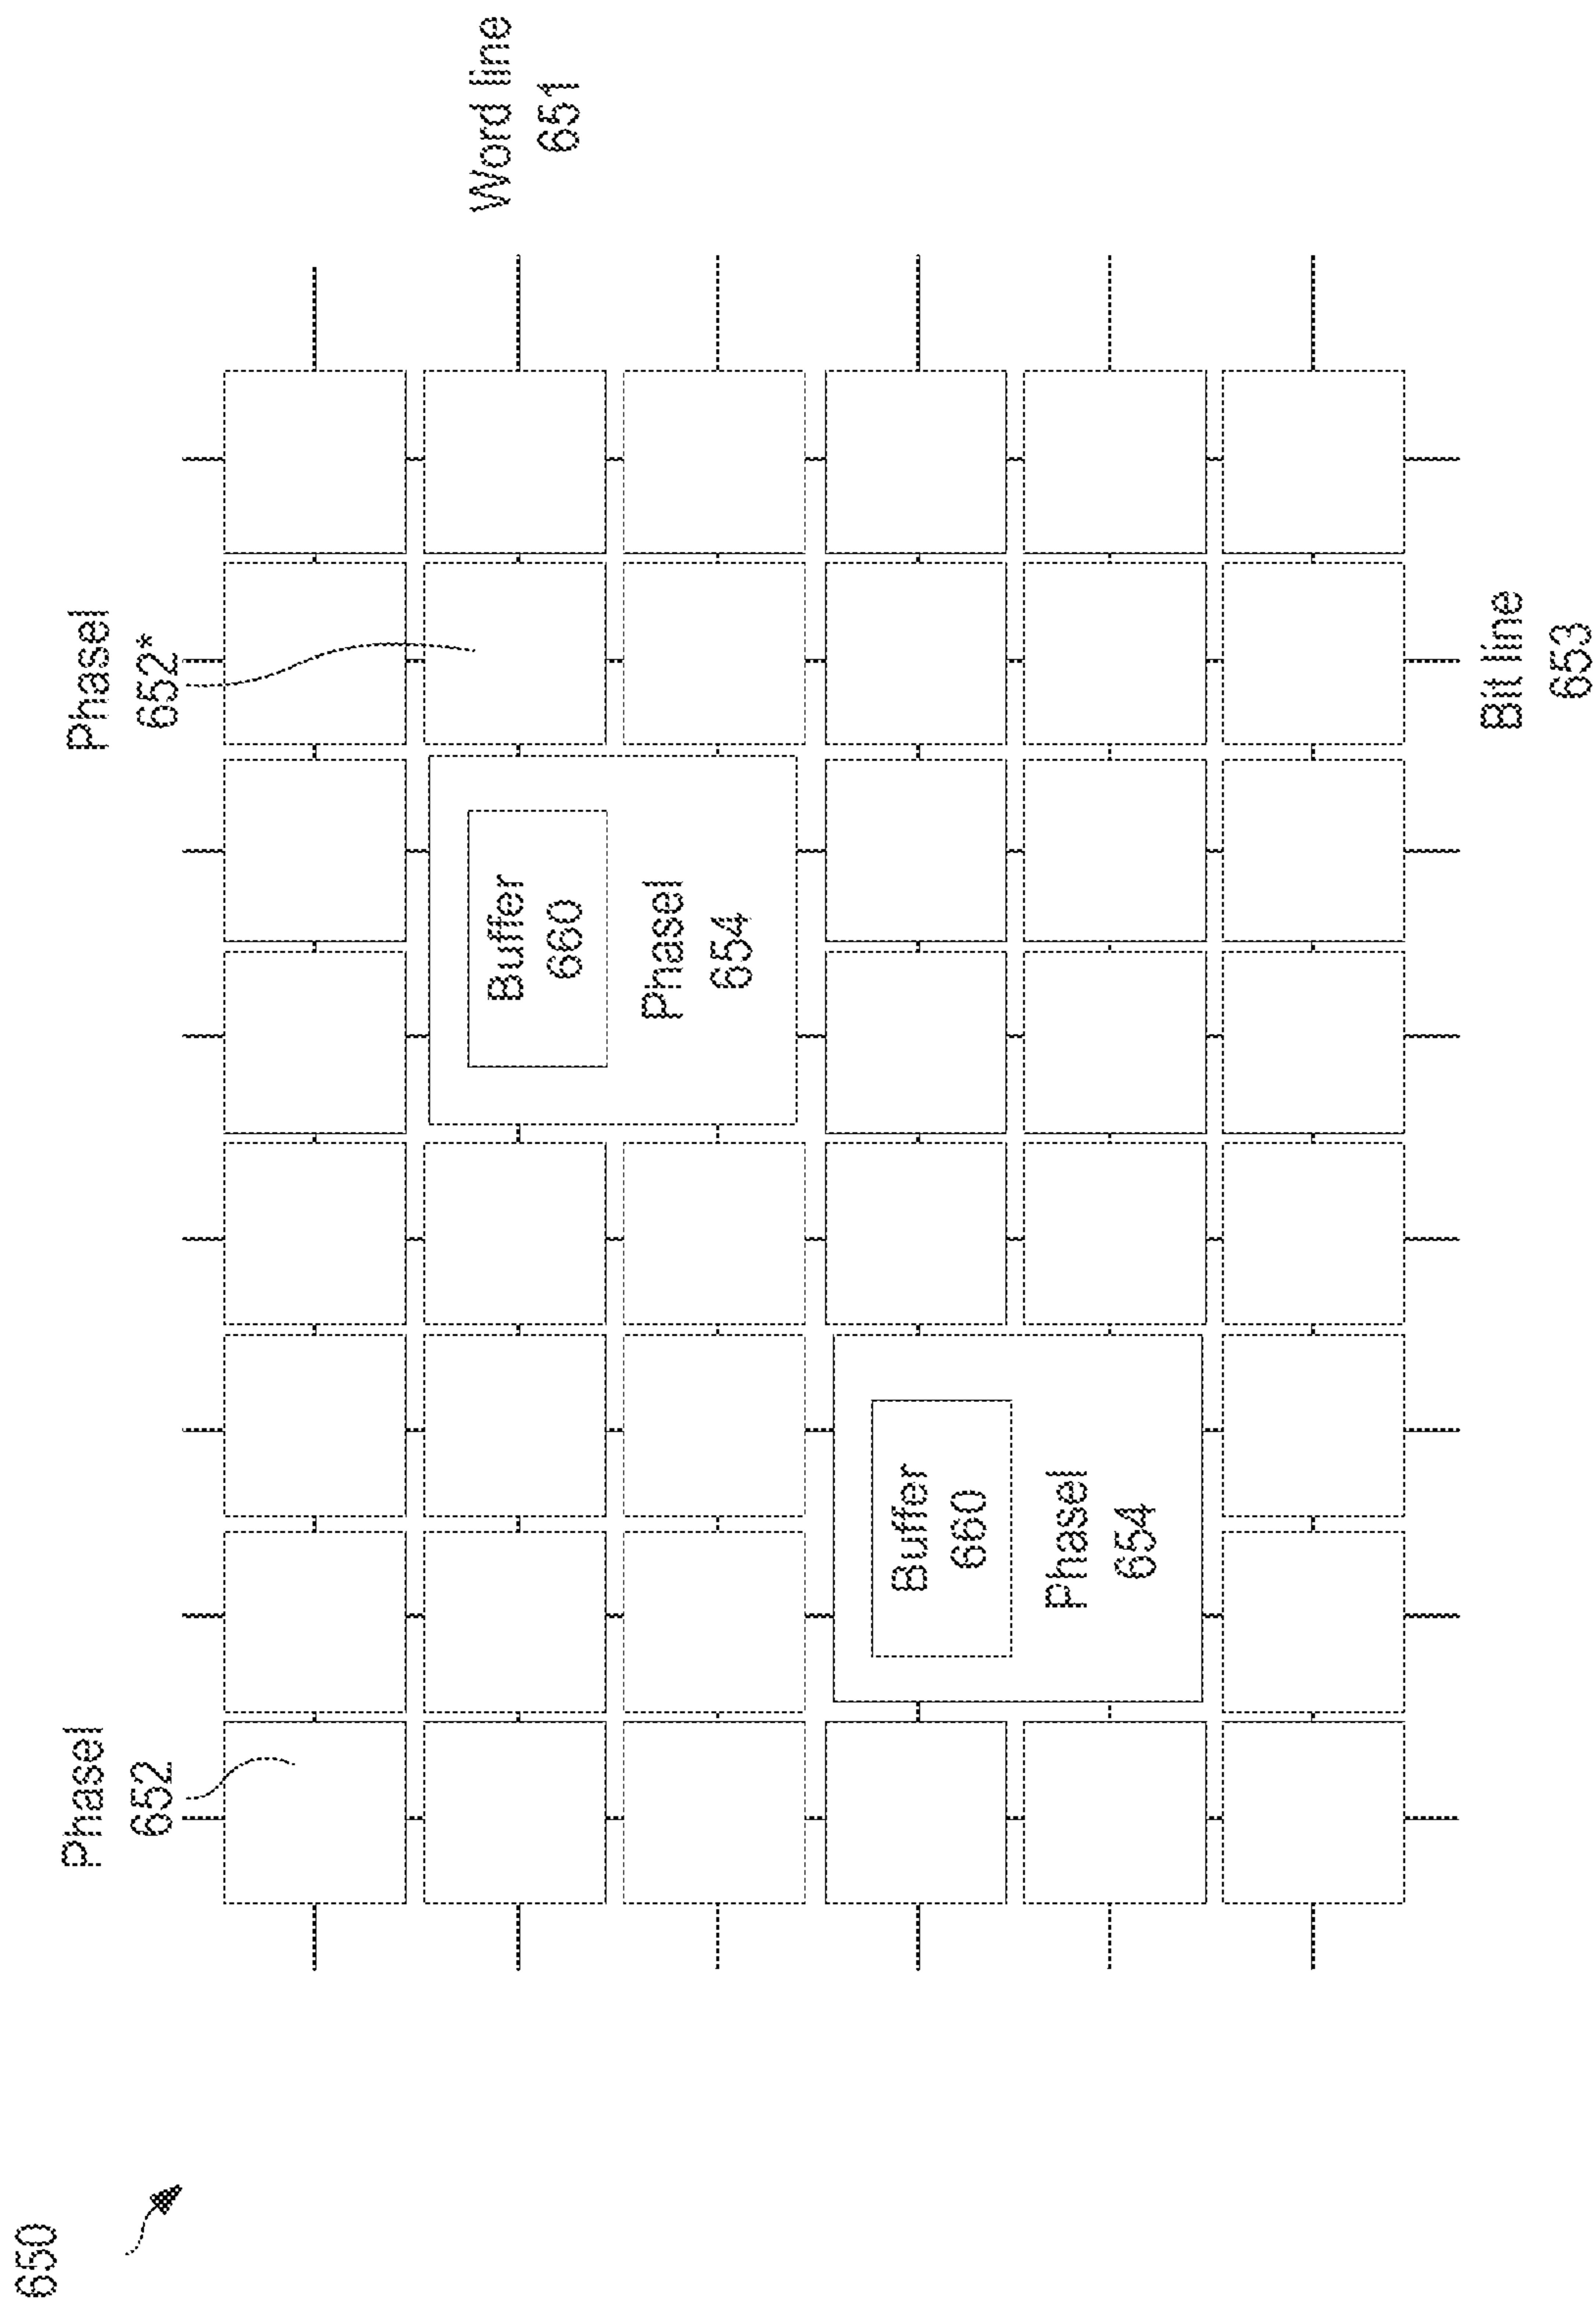 650
Phasel
652
Phasel
652*
Word line
651
Buffer
660
Phasel
654
Buffer
660
Phasel
654
Bit line
653